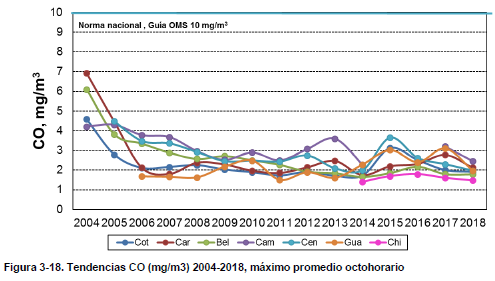 10
Norma nacional , Guia OMS 10 mg/m³
9
8
7
6
5
4
3
2
1
0
CO, mg/m³
2004 2005 2006 2007 2008 2009 2010 2011 2012 2013 2014 2015 2016 2017 2018
Cot Car Bel Cam Cen Gua Chi
Figura 3-18. Tendencias CO (mg/m3) 2004-2018, máximo promedio octohorario